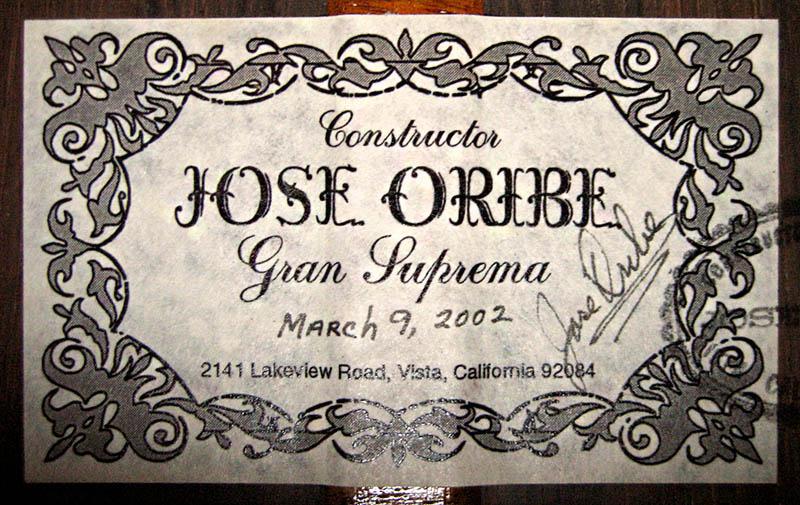 Constructor
JOSE ORIBE
Gran Suprema
March 9, 2002
Jose Oribe
2141 Lakeview Road, Vista, California 92084